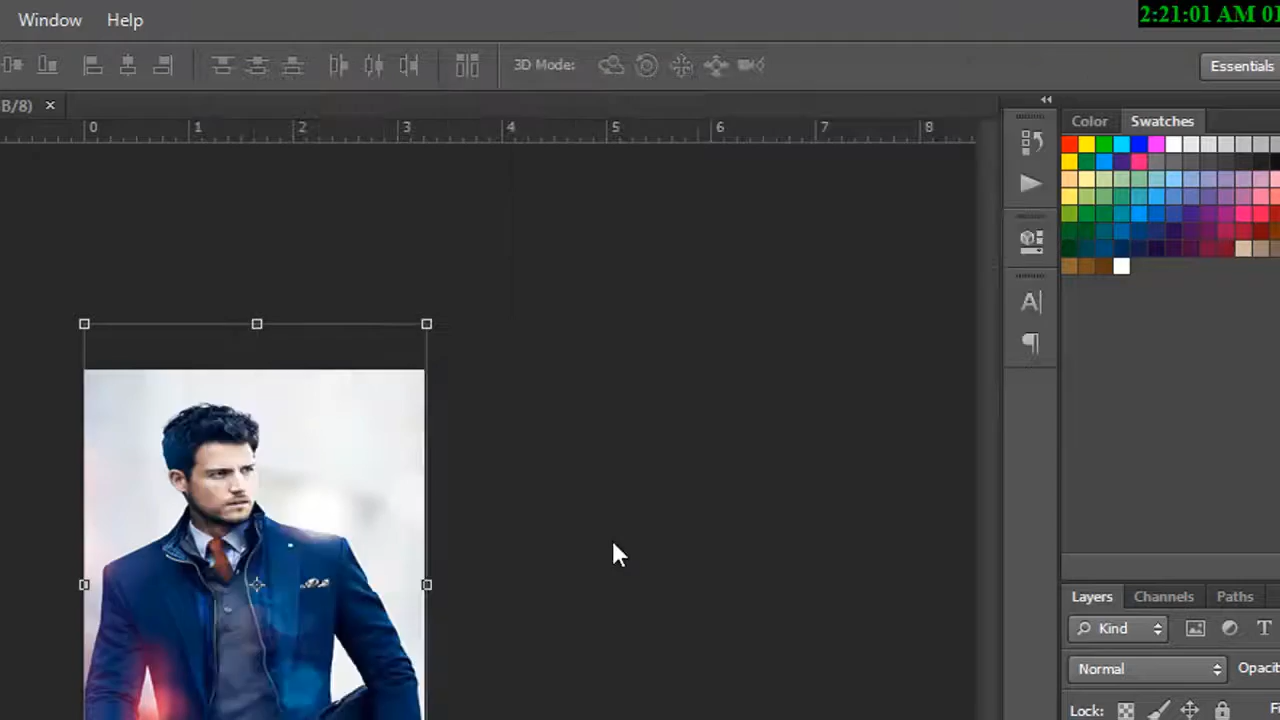 2:21:01 AM 01
Window Help
3D Mode:
Essentials
B/8) ×
0 1 2 3 4 5 6 7 8
Color Swatches
A
Layers Channels Paths
Kind T
Normal Opacit
Lock: F